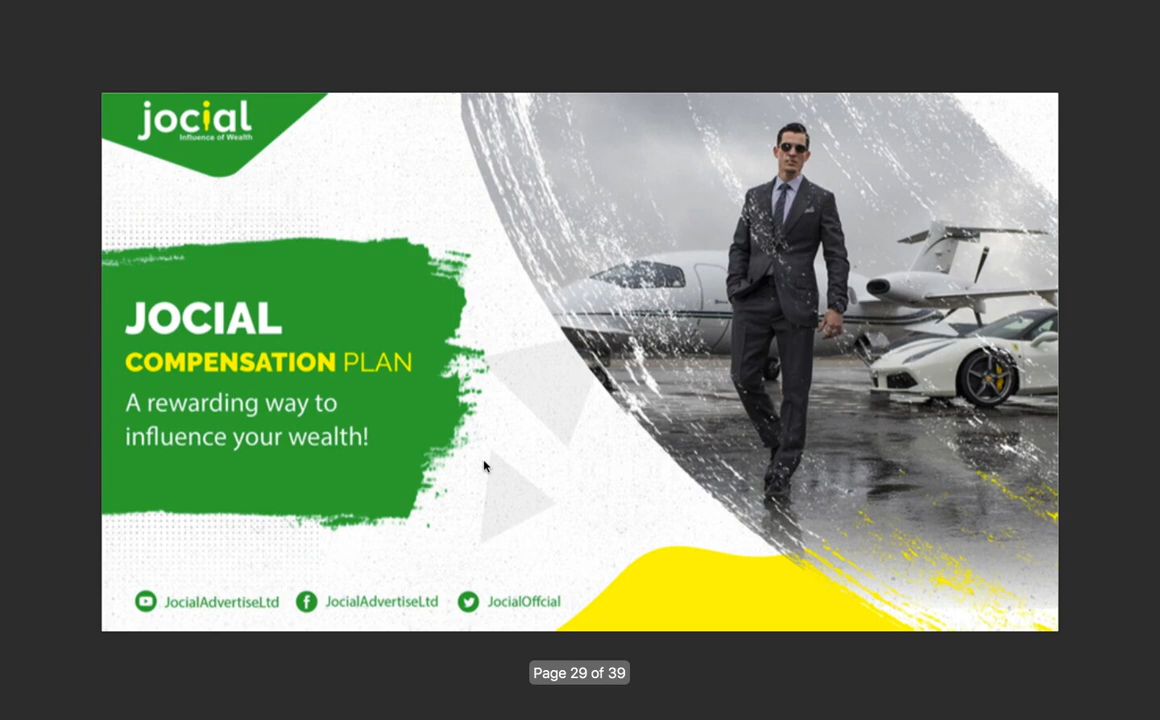 jocial
Influence of Wealth
JOCIAL
COMPENSATION PLAN
A rewarding way to
influence your wealth!
JocialAdvertiseLtd JocialAdvertiseLtd JocialOffcial
Page 29 of 39